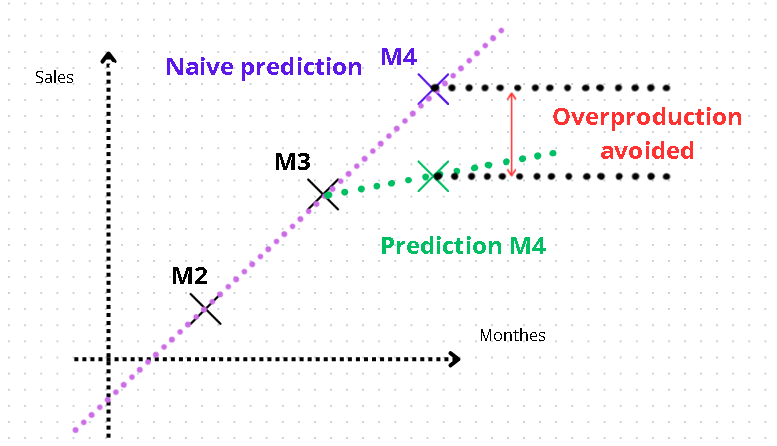 Sales
Naive prediction
M4
Overproduction
avoided
M3
Prediction M4
M2
Monthes